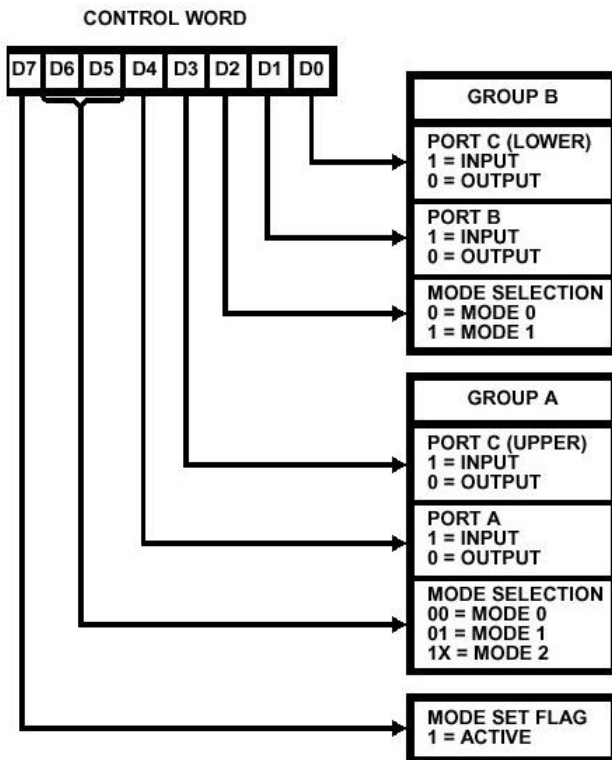 CONTROL WORD
D7 D6 D5 D4 D3 D2 D1 D0
GROUP B
PORT C (LOWER)
1 = INPUT
0 = OUTPUT
PORT B
1 = INPUT
0 = OUTPUT
MODE SELECTION
0 = MODE 0
1 = MODE 1
GROUP A
PORT C (UPPER)
1 = INPUT
0 = OUTPUT
PORT A
1 = INPUT
0 = OUTPUT
MODE SELECTION
00 = MODE 0
01 = MODE 1
1X = MODE 2
MODE SET FLAG
1 = ACTIVE